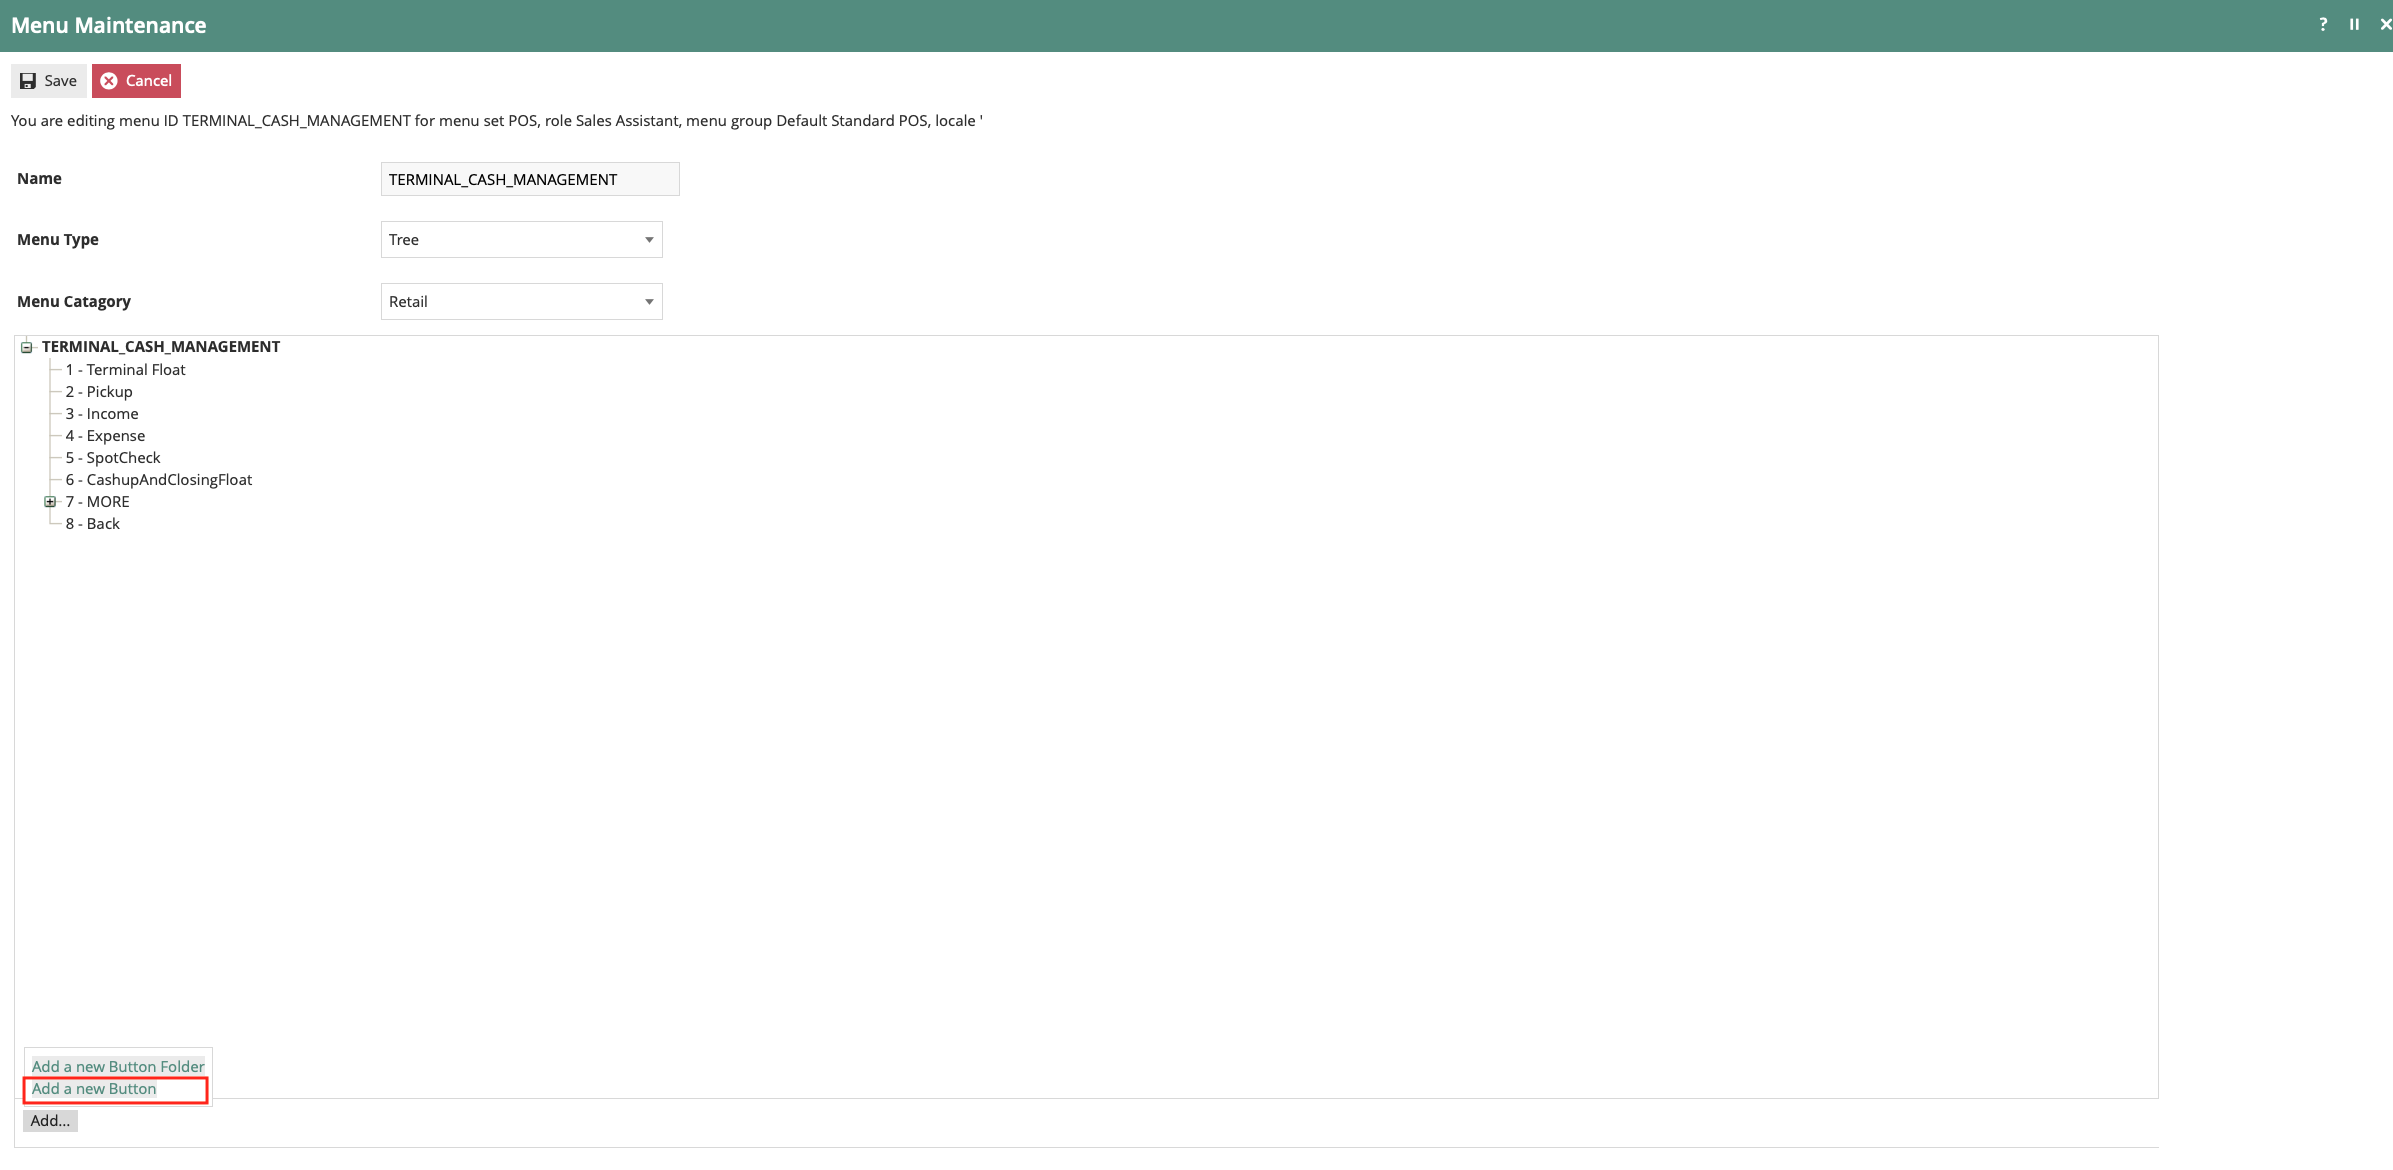 Menu Maintenance
? 
Save Cancel
You are editing menu ID TERMINAL_CASH_MANAGEMENT for menu set POS, role Sales Assistant, menu group Default Standard POS, locale '
Name TERMINAL_CASH_MANAGEMENT
Menu Type Tree
Menu Catagory Retail
TERMINAL_CASH_MANAGEMENT
1 - Terminal Float
2 - Pickup
3 - Income
4 - Expense
5 - SpotCheck
6 - CashupAndClosingFloat
7 - MORE
8 - Back
Add a new Button Folder
Add a new Button
Add...